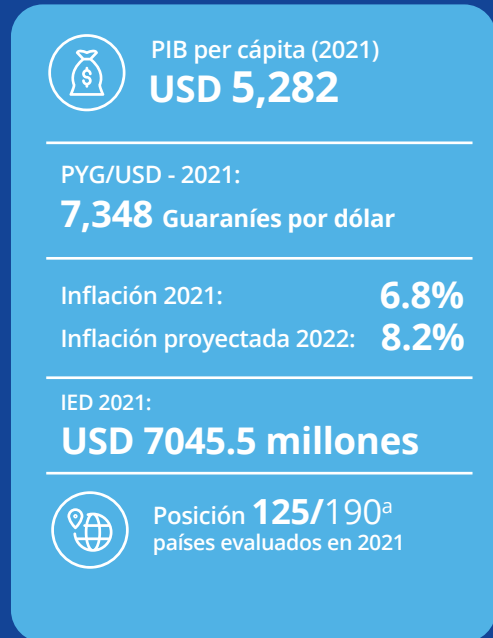 PIB per cápita (2021)
USD 5,282
PYG/USD - 2021:
7,348 Guaraníes por dólar
Inflación 2021: 6.8%
Inflación proyectada 2022: 8.2%
IED 2021:
USD 7045.5 millones
Posición 125/190ª
países evaluados en 2021